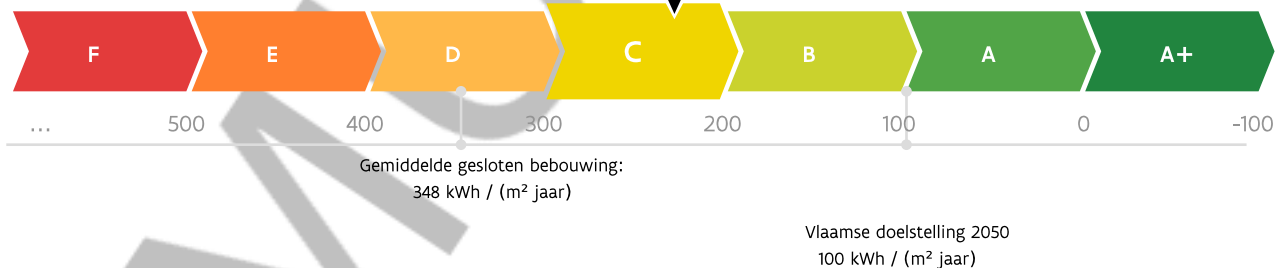 F E D C B A A+
... 500 400 300 200 100 0 -100
Gemiddelde gesloten bebouwing:
348 kWh / (m² jaar)
Vlaamse doelstelling 2050
100 kWh / (m² jaar)